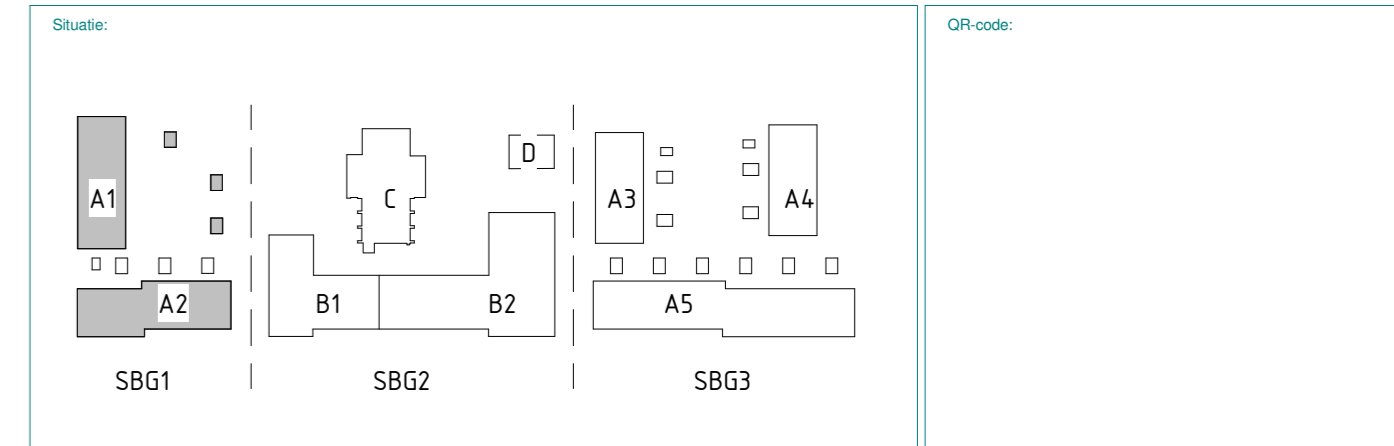 Situatie:
QR-code:
D
A1
C
A3
A4
A2
B1
B2
A5
SBG1
SBG2
SBG3